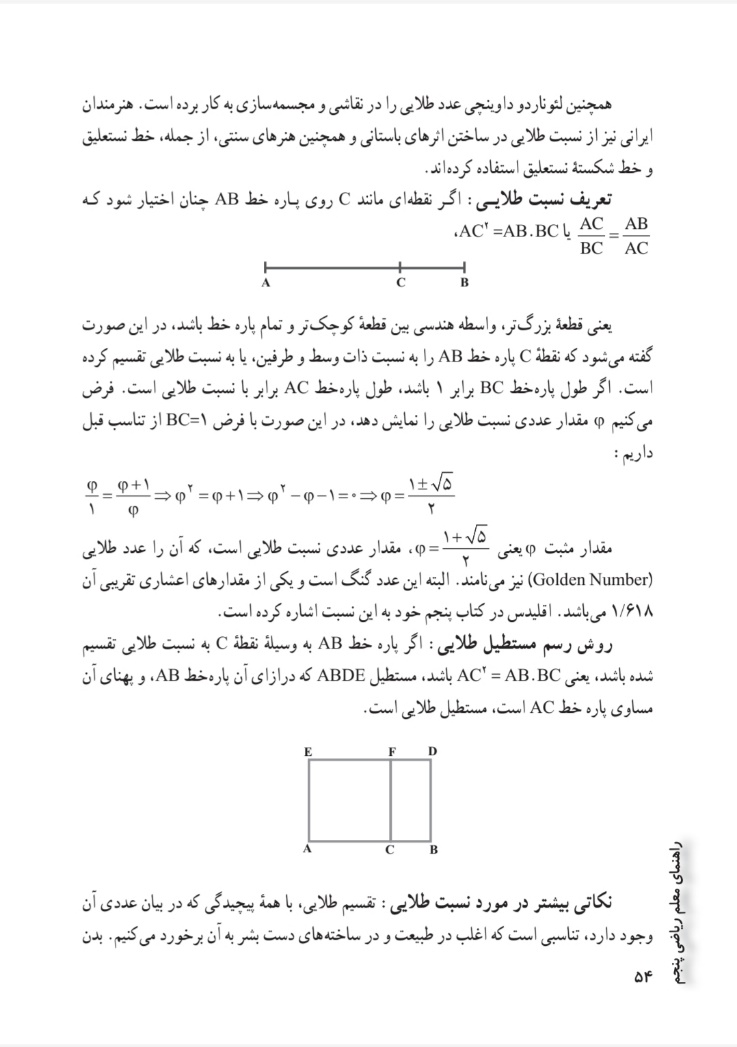 همچنین لئوناردو داوینچی عدد طلایی را در نقاشی و مجسمه‌سازی به کار برده است. هنرمندان
ایرانی نیز از نسبت طلایی در ساختن اثرهای باستانی و همچنین هنرهای سنتی، از جمله، خط نستعلیق
و خط شکستهٔ نستعلیق استفاده کرده‌اند.
تعریف نسبت طلایـی : اگـر نقطه‌ای مانند C روی پـاره خط AB چنان اختیار شود کـه
AB/AC = AC/BC یا AC۲ =AB.BC،
A C B
یعنی قطعهٔ بزرگ‌تر، واسطه هندسی بین قطعهٔ کوچک‌تر و تمام پاره خط باشد، در این صورت
گفته می‌شود که نقطهٔ C پاره خط AB را به نسبت ذات وسط و طرفین، یا به نسبت طلایی تقسیم کرده
است. اگر طول پاره‌خط BC برابر ۱ باشد، طول پاره‌خط AC برابر با نسبت طلایی است. فرض
می‌کنیم φ مقدار عددی نسبت طلایی را نمایش دهد، در این صورت با فرض BC=۱ از تناسب قبل
داریم :
φ/۱ = (φ+۱)/φ ⇒ φ۲ = φ+۱ ⇒ φ۲ − φ − ۱ = ۰ ⇒ φ = (۱±√۵)/۲
مقدار مثبت φ یعنی φ = (۱+√۵)/۲، مقدار عددی نسبت طلایی است، که آن را عدد طلایی
(Golden Number) نیز می‌نامند. البته این عدد گنگ است و یکی از مقدارهای اعشاری تقریبی آن
۱/۶۱۸ می‌باشد. اقلیدس در کتاب پنجم خود به این نسبت اشاره کرده است.
روش رسم مستطیل طلایی : اگر پاره خط AB به وسیلهٔ نقطهٔ C به نسبت طلایی تقسیم
شده باشد، یعنی AC۲ = AB.BC باشد، مستطیل ABDE که درازای آن پاره‌خط AB، و پهنای آن
مساوی پاره خط AC است، مستطیل طلایی است.
E F D
A C B
نکاتی بیشتر در مورد نسبت طلایی : تقسیم طلایی، با همهٔ پیچیدگی که در بیان عددی آن
وجود دارد، تناسبی است که اغلب در طبیعت و در ساخته‌های دست بشر به آن برخورد می‌کنیم. بدن
راهنمای معلم ریاضی پنجم
۵۴